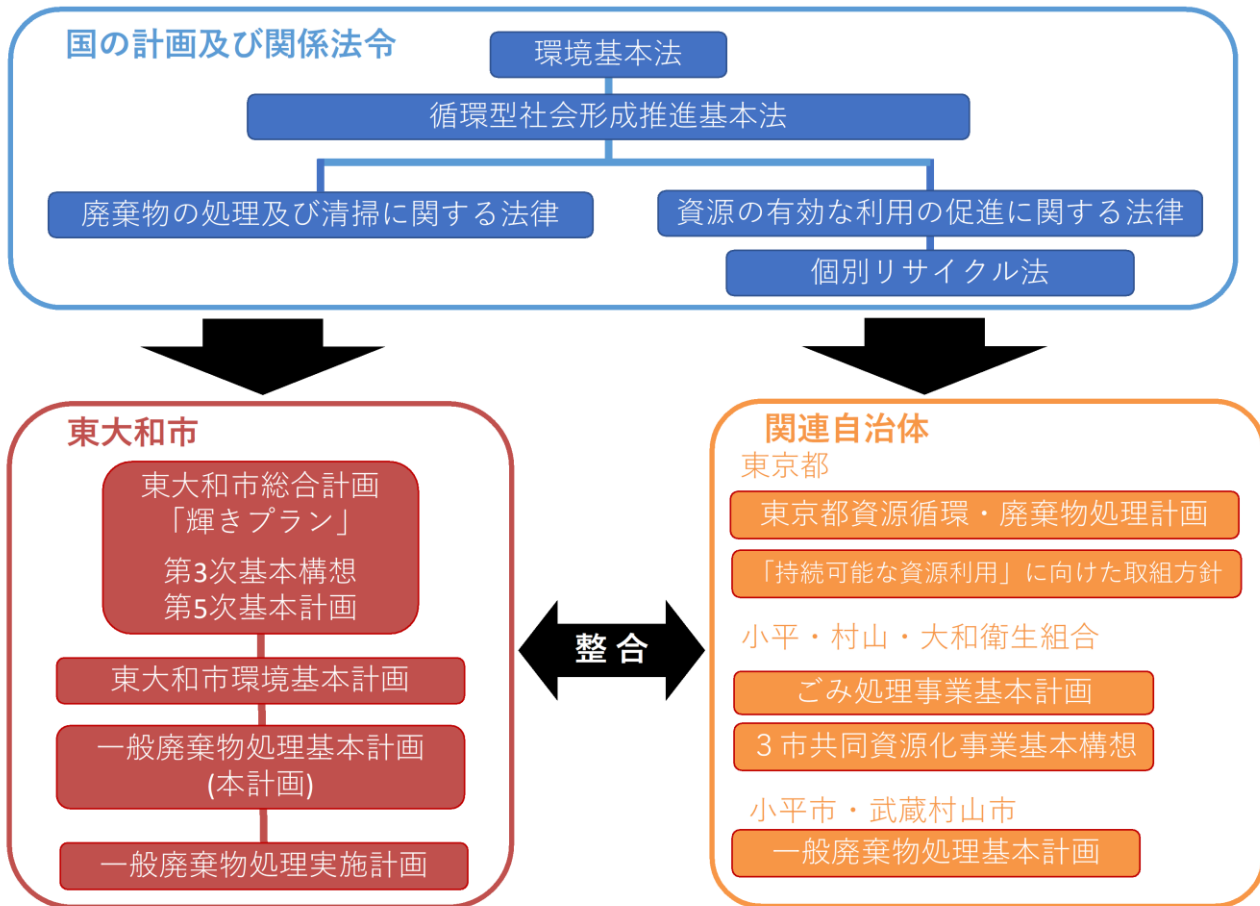 国の計画及び関係法令
環境基本法
循環型社会形成推進基本法
廃棄物の処理及び清掃に関する法律
資源の有効な利用の促進に関する法律
個別リサイクル法
東大和市
東大和市総合計画
「輝きプラン」
第3次基本構想
第5次基本計画
東大和市環境基本計画
一般廃棄物処理基本計画
(本計画)
一般廃棄物処理実施計画
整合
関連自治体
東京都
東京都資源循環・廃棄物処理計画
「持続可能な資源利用」に向けた取組方針
小平・村山・大和衛生組合
ごみ処理事業基本計画
３市共同資源化事業基本構想
小平市・武蔵村山市
一般廃棄物処理基本計画